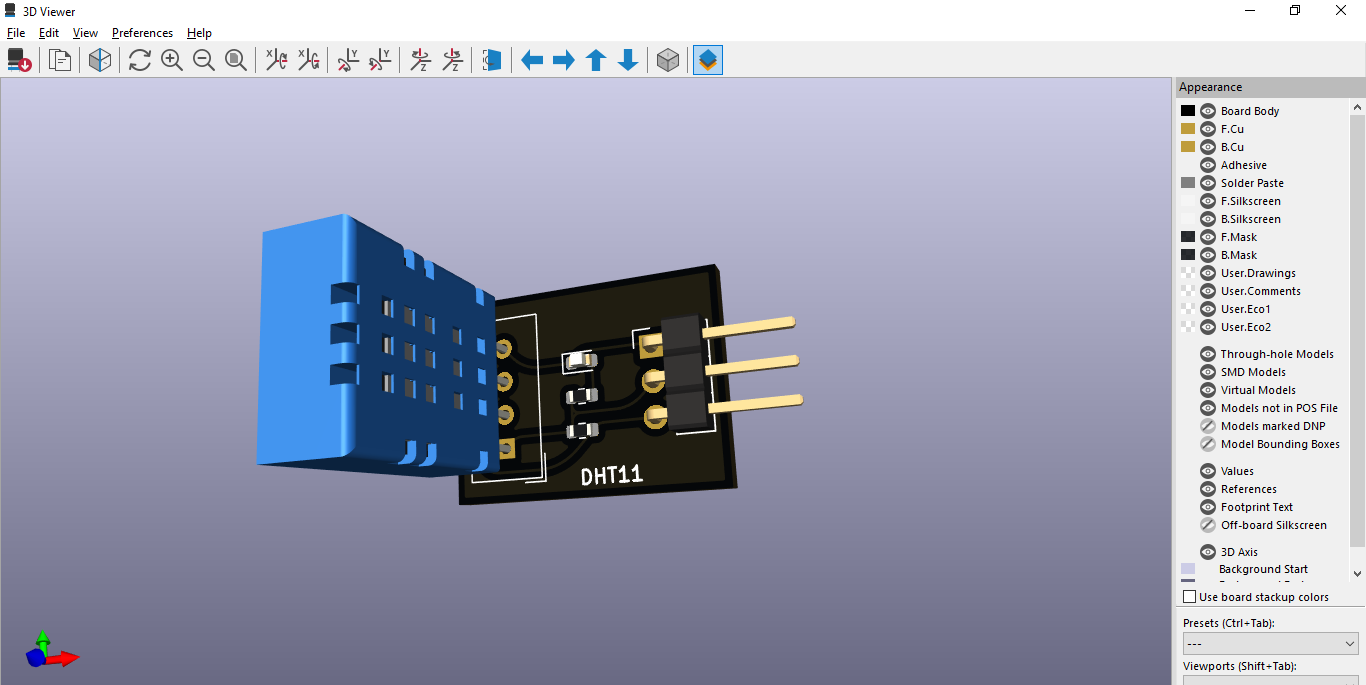 3D Viewer
File Edit View Preferences Help
X X Y Y Z Z
Appearance
Board Body
F.Cu
B.Cu
Adhesive
Solder Paste
F.Silkscreen
B.Silkscreen
F.Mask
B.Mask
User.Drawings
User.Comments
User.Eco1
User.Eco2
Through-hole Models
SMD Models
Virtual Models
Models not in POS File
Models marked DNP
Model Bounding Boxes
Values
References
Footprint Text
Off-board Silkscreen
3D Axis
Background Start
Use board stackup colors
Presets (Ctrl+Tab):
---
Viewports (Shift+Tab):
DHT11